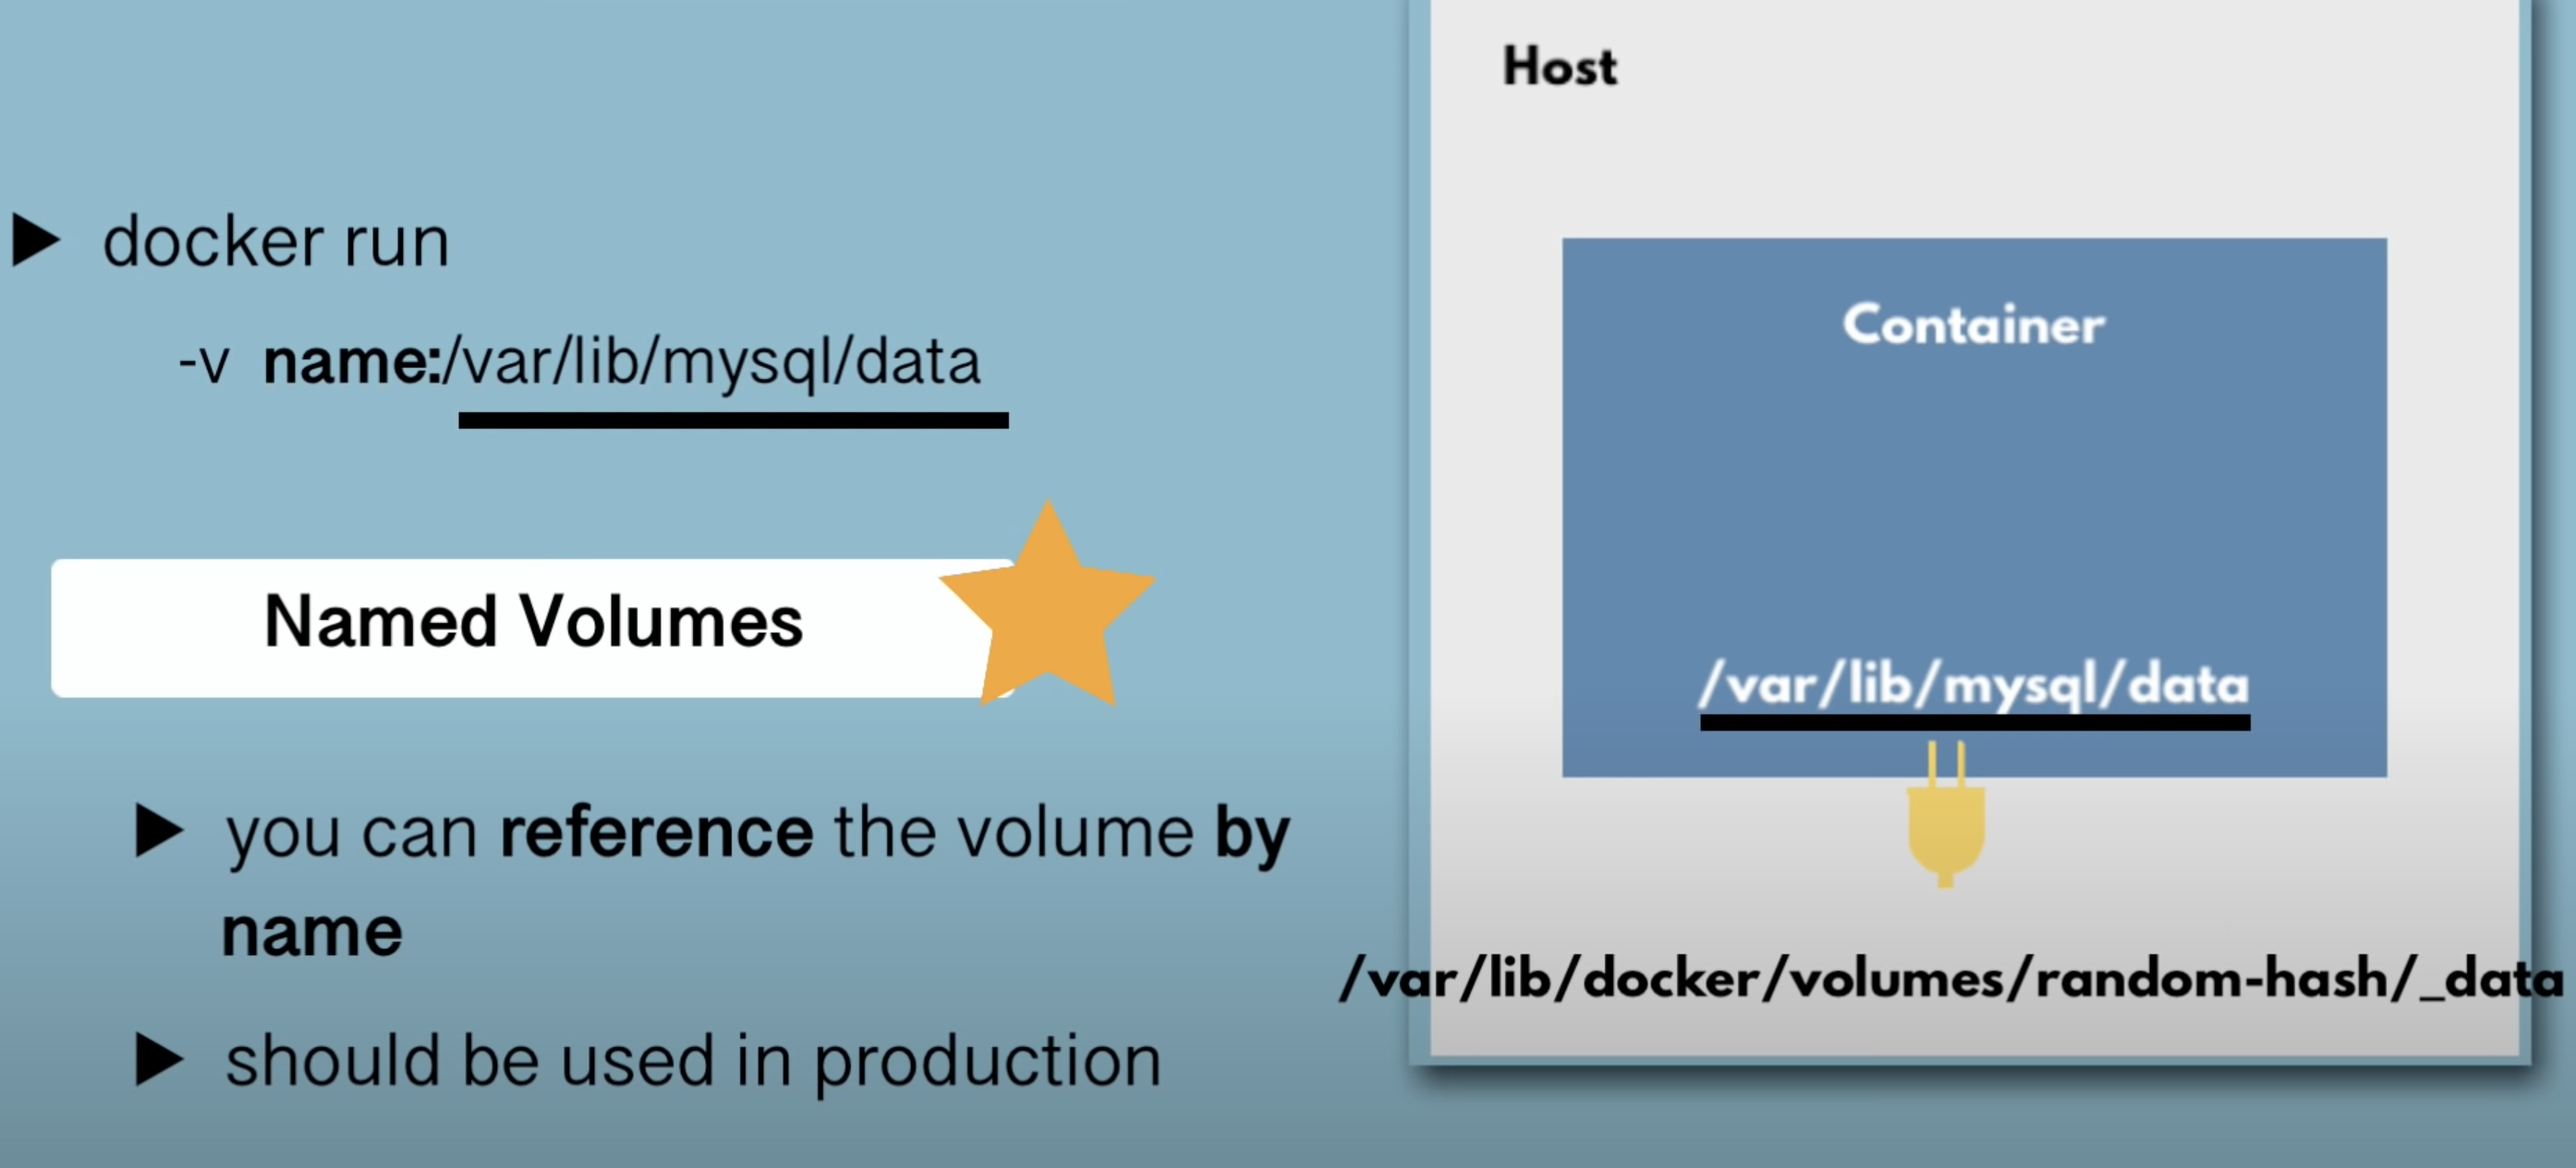 docker run
-v name:/var/lib/mysql/data
Named Volumes
you can reference the volume by
name
should be used in production
Host
Container
/var/lib/mysql/data
/var/lib/docker/volumes/random-hash/_data